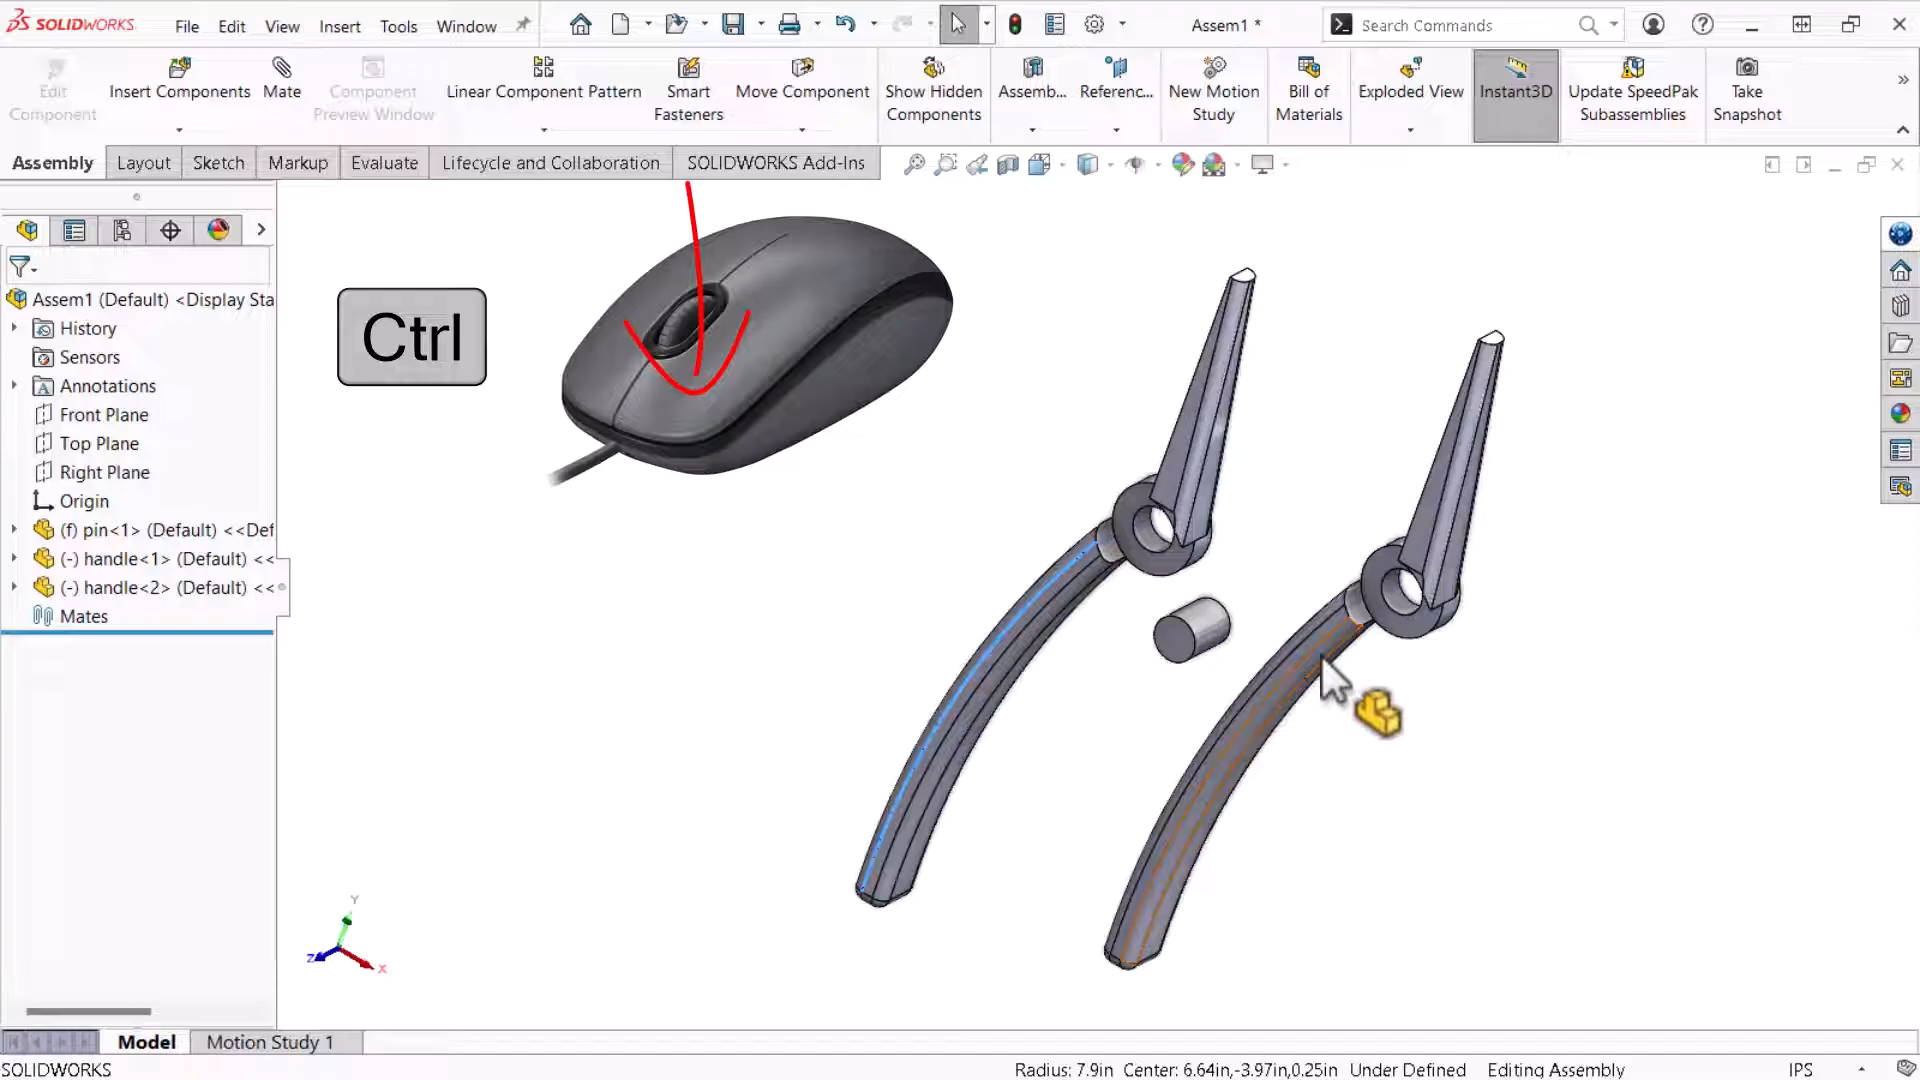 SOLIDWORKS File Edit View Insert Tools Window Assem1 * Search Commands
Edit Component
Insert Components
Mate
Component Preview Window
Linear Component Pattern
Smart Fasteners
Move Component
Show Hidden Components
Assemb...
Referenc...
New Motion Study
Bill of Materials
Exploded View
Instant3D
Update SpeedPak Subassemblies
Take Snapshot
Assembly Layout Sketch Markup Evaluate Lifecycle and Collaboration SOLIDWORKS Add-Ins
Assem1 (Default) <Display Sta
History
Sensors
Annotations
Front Plane
Top Plane
Right Plane
Origin
(f) pin<1> (Default) <<Def
(-) handle<1> (Default) <<
(-) handle<2> (Default) <<
Mates
Ctrl
Y
Z
X
Model Motion Study 1
SOLIDWORKS Radius: 7.9in Center: 6.64in,-3.97in,0.25in Under Defined Editing Assembly IPS